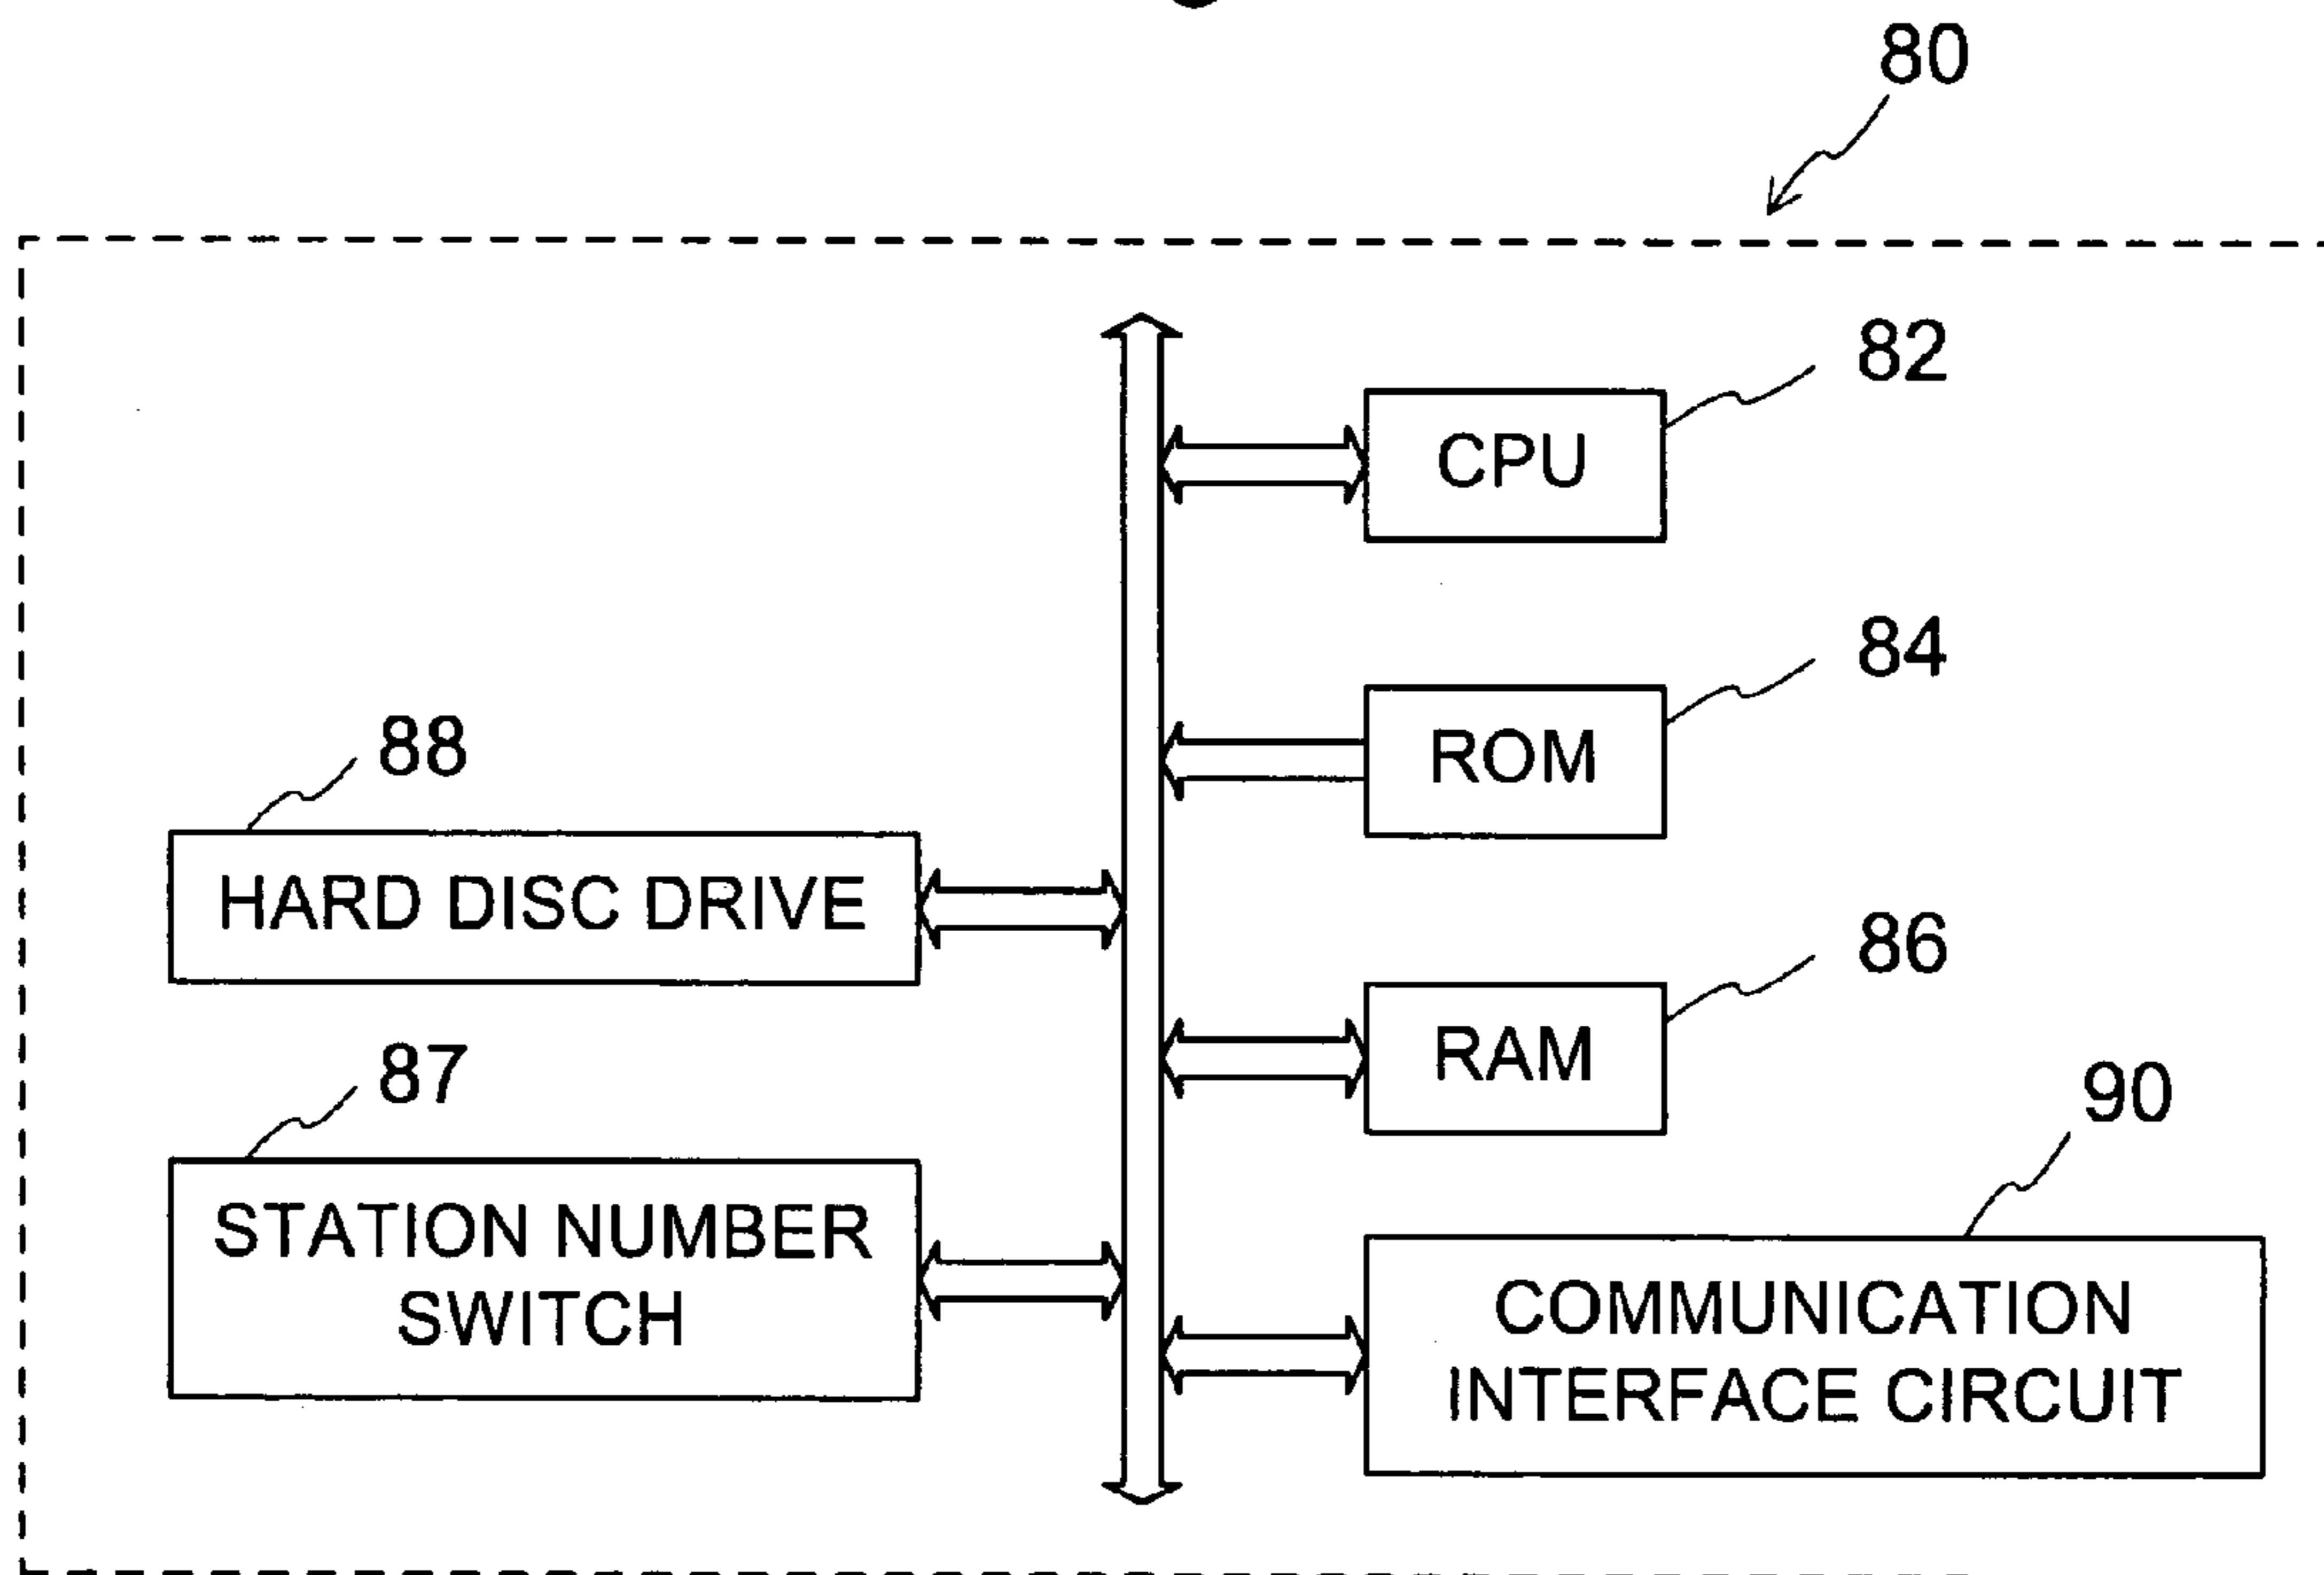 80
82
CPU
84
ROM
88
HARD DISC DRIVE
86
RAM
87
STATION NUMBER
SWITCH
90
COMMUNICATION
INTERFACE CIRCUIT